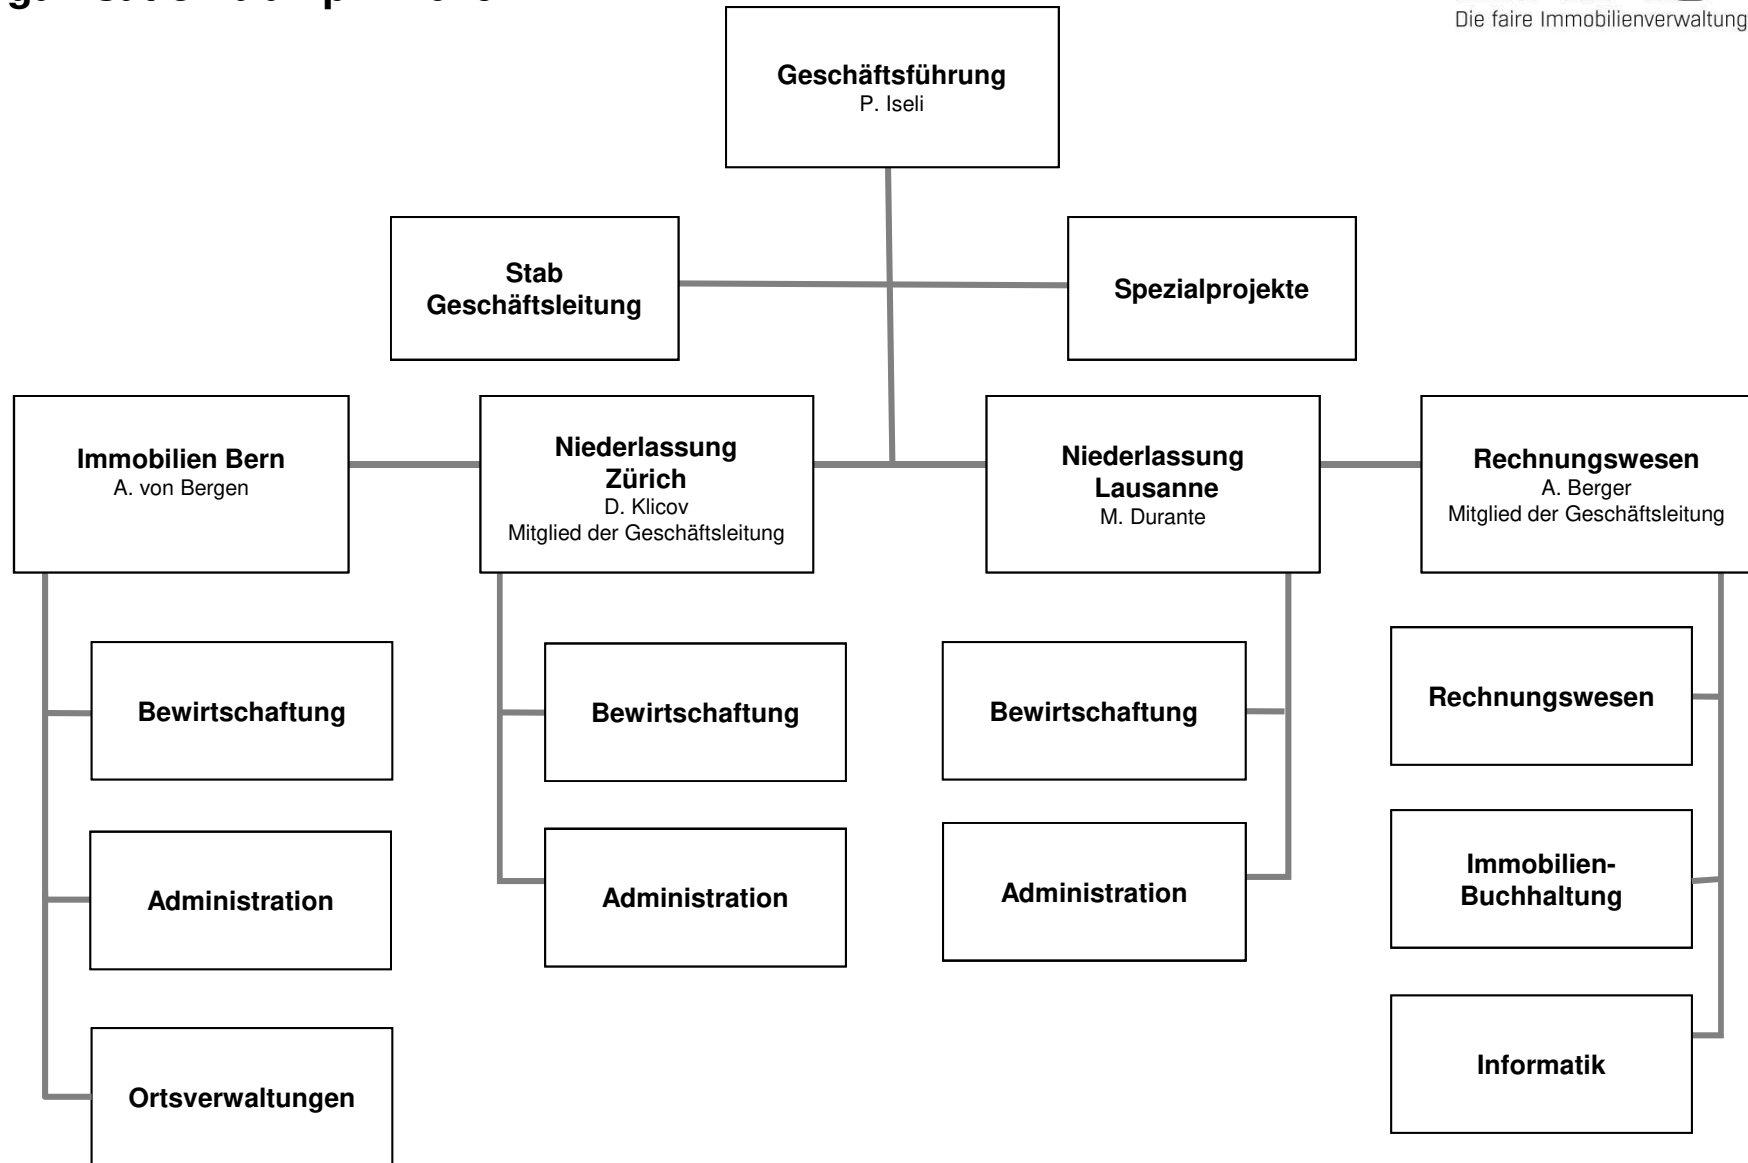 Die faire Immobilienverwaltung
Geschäftsführung
P. Iseli
Stab
Geschäftsleitung
Spezialprojekte
Immobilien Bern
A. von Bergen
Niederlassung
Zürich
D. Klicov
Mitglied der Geschäftsleitung
Niederlassung
Lausanne
M. Durante
Rechnungswesen
A. Berger
Mitglied der Geschäftsleitung
Bewirtschaftung
Bewirtschaftung
Bewirtschaftung
Rechnungswesen
Administration
Administration
Administration
Immobilien-
Buchhaltung
Ortsverwaltungen
Informatik